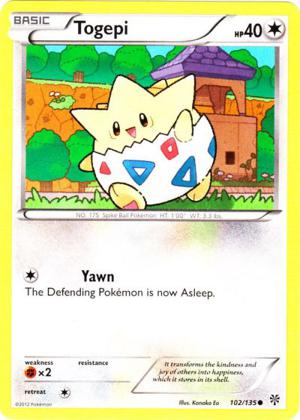 BASIC
Togepi
HP40
NO. 175 Spike Ball Pokémon HT. 1'00" WT. 3.3 lbs.
Yawn
The Defending Pokémon is now Asleep.
weakness
resistance
×2
retreat
It transforms the kindness and
joy of others into happiness,
which it stores in its shell.
©2012 Pokémon
Illus. Kanako Eo
102/135